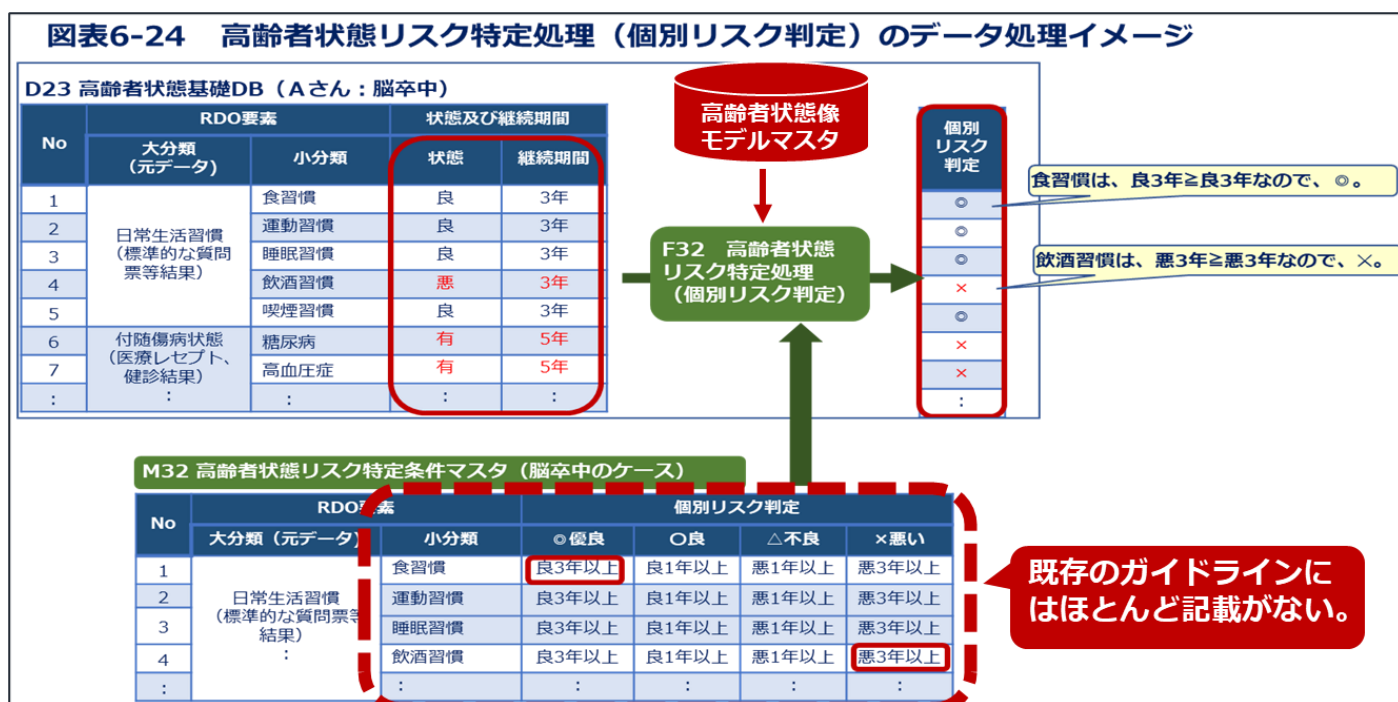 図表6-24 高齢者状態リスク特定処理（個別リスク判定）のデータ処理イメージ
D23 高齢者状態基礎DB（Aさん：脳卒中）
No RDO要素 状態及び継続期間
大分類（元データ） 小分類 状態 継続期間
1 日常生活習慣（標準的な質問票等結果） 食習慣 良 3年
2 運動習慣 良 3年
3 睡眠習慣 良 3年
4 飲酒習慣 悪 3年
5 喫煙習慣 良 3年
6 付随傷病状態（医療レセプト、健診結果） 糖尿病 有 5年
7 高血圧症 有 5年
： ： ： ： ：
高齢者状態像
モデルマスタ
F32 高齢者状態
リスク特定処理
（個別リスク判定）
個別
リスク
判定
◎
◎
◎
×
◎
×
×
：
食習慣は、良3年≧良3年なので、◎。
飲酒習慣は、悪3年≧悪3年なので、×。
M32 高齢者状態リスク特定条件マスタ（脳卒中のケース）
No RDO要素 個別リスク判定
大分類（元データ） 小分類 ◎優良 〇良 △不良 ×悪い
1 日常生活習慣（標準的な質問票等結果） 食習慣 良3年以上 良1年以上 悪1年以上 悪3年以上
2 運動習慣 良3年以上 良1年以上 悪1年以上 悪3年以上
3 睡眠習慣 良3年以上 良1年以上 悪1年以上 悪3年以上
4 ： 飲酒習慣 良3年以上 良1年以上 悪1年以上 悪3年以上
： ： ： ： ： ：
既存のガイドラインに
はほとんど記載がない。